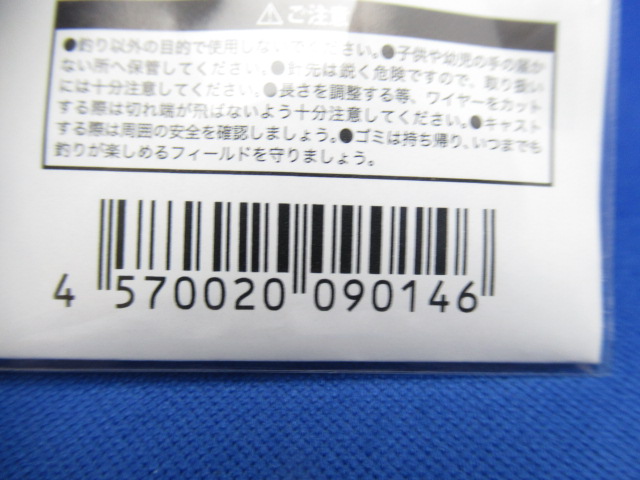 ⚠ご注意
●釣り以外の目的で使用しないでください。●子供や幼児の手の届か
ない所へ保管してください。●針先は鋭く危険ですので、取り扱い
には十分注意してください。●長さを調整する等、ワイヤーをカット
する際は切れ端が飛ばないよう十分注意してください。●キャスト
する際は周囲の安全を確認しましょう。●ゴミは持ち帰り、いつまでも
釣りが楽しめるフィールドを守りましょう。
4 570020 090146